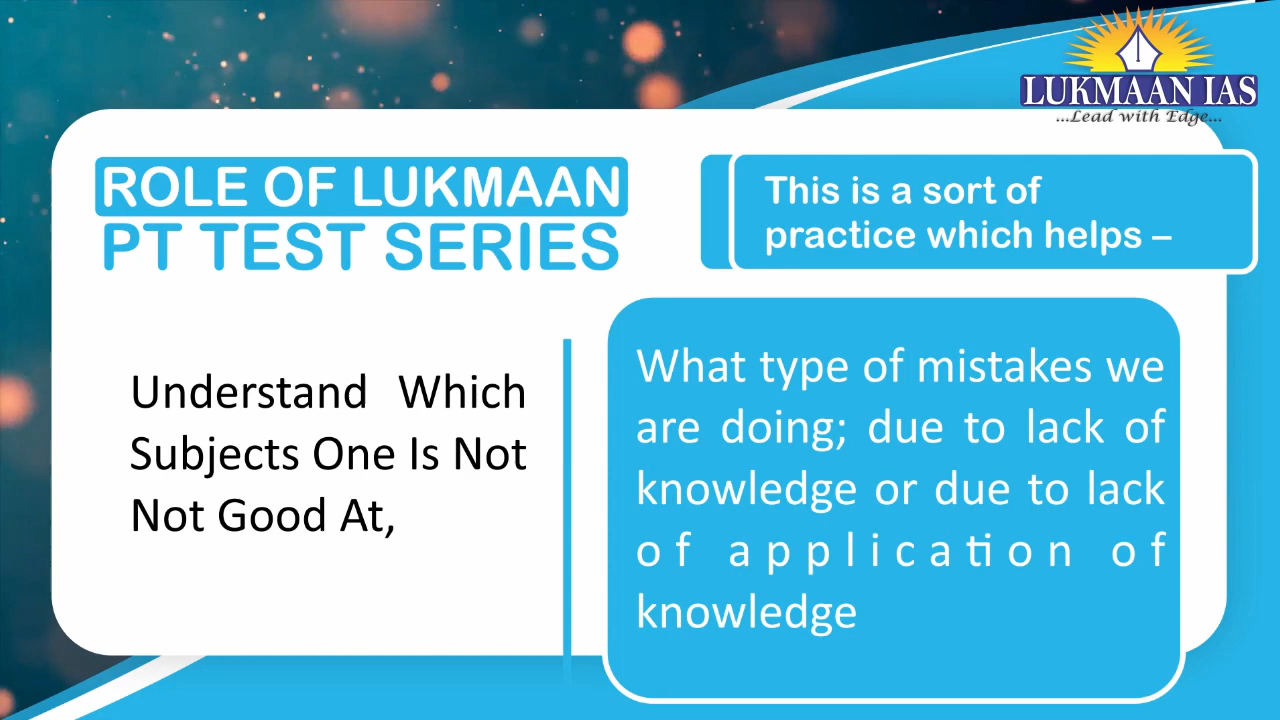 LUKMAAN IAS
...Lead with Edge...
ROLE OF LUKMAAN
PT TEST SERIES
This is a sort of
practice which helps –
Understand Which
Subjects One Is Not
Not Good At,
What type of mistakes we
are doing; due to lack of
knowledge or due to lack
of application of
knowledge